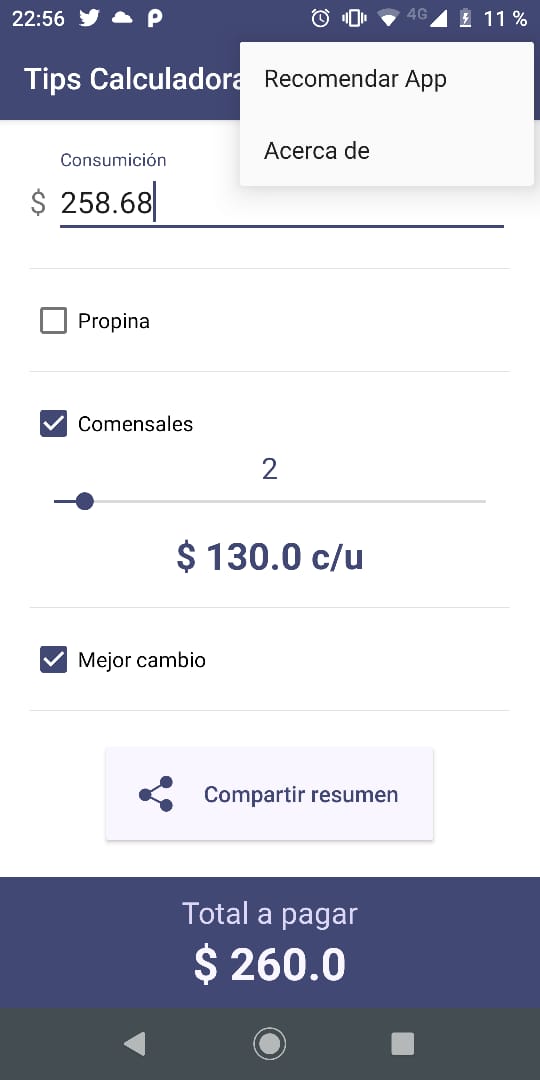 22:56 4G 11 %
Tips Calculadora
Recomendar App
Acerca de
Consumición
$ 258.68
Propina
Comensales
2
$ 130.0 c/u
Mejor cambio
Compartir resumen
Total a pagar
$ 260.0